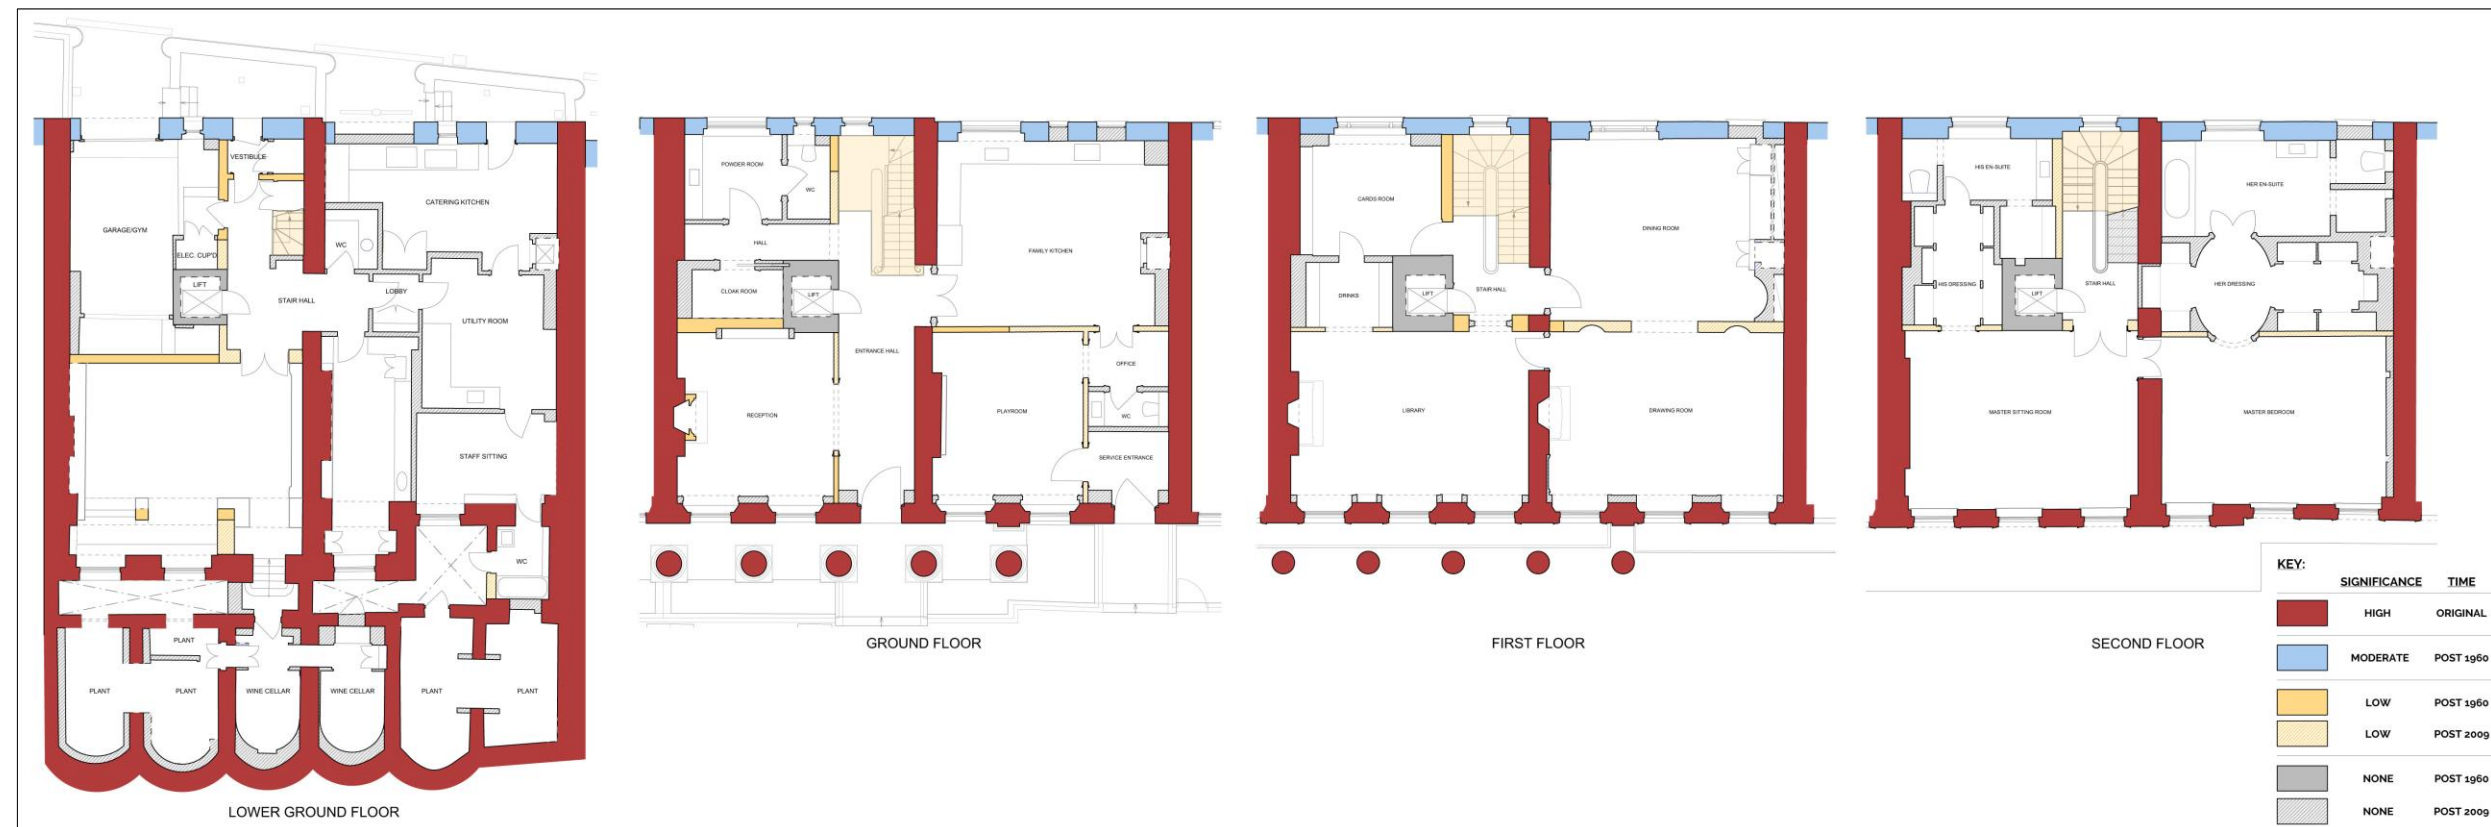 VESTIBULE
CATERING KITCHEN
GARAGE/GYM
WC
ELEC. CUP'D
LIFT
STAIR HALL
LOBBY
UTILITY ROOM
STAFF SITTING
WC
PLANT
PLANT
PLANT
WINE CELLAR
WINE CELLAR
PLANT
PLANT
LOWER GROUND FLOOR
POWDER ROOM
WC
HALL
FAMILY KITCHEN
CLOAK ROOM
LIFT
ENTRANCE HALL
OFFICE
RECEPTION
PLAYROOM
WC
SERVICE ENTRANCE
GROUND FLOOR
CARDS ROOM
DINING ROOM
DRINKS
LIFT
STAIR HALL
LIBRARY
DRAWING ROOM
FIRST FLOOR
HIS EN-SUITE
HER EN-SUITE
HIS DRESSING
LIFT
STAIR HALL
HER DRESSING
MASTER SITTING ROOM
MASTER BEDROOM
SECOND FLOOR
KEY:
SIGNIFICANCE TIME
HIGH ORIGINAL
MODERATE POST 1960
LOW POST 1960
LOW POST 2009
NONE POST 1960
NONE POST 2009